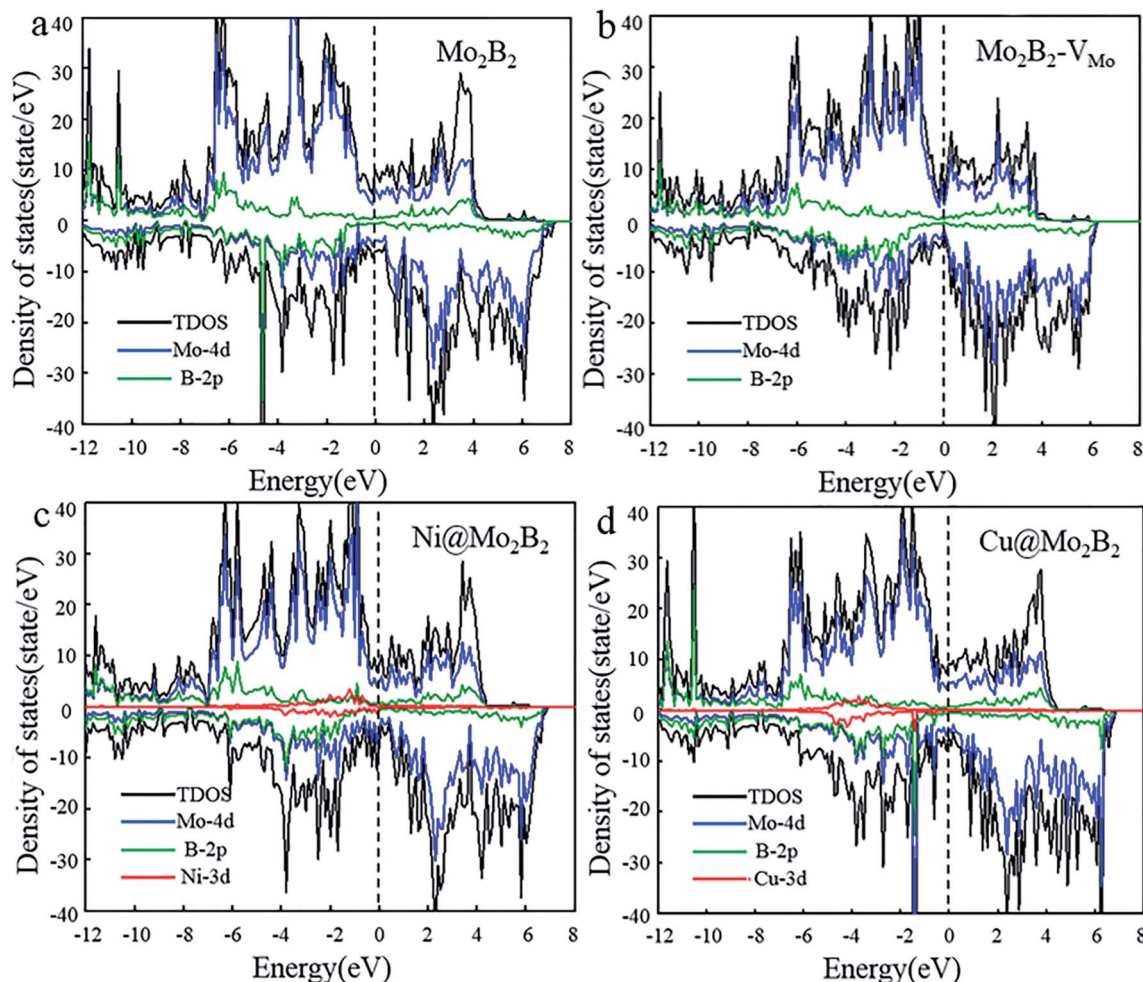 a
Mo₂B₂
Density of states(state/eV)
40
30
20
10
0
-10
-20
-30
-40
TDOS
Mo-4d
B-2p
-12 -10 -8 -6 -4 -2 0 2 4 6 8
Energy(eV)
b
Mo₂B₂-V_Mo
Density of states(state/eV)
40
30
20
10
0
-10
-20
-30
-40
TDOS
Mo-4d
B-2p
-12 -10 -8 -6 -4 -2 0 2 4 6 8
Energy(eV)
c
Ni@Mo₂B₂
Density of states(state/eV)
40
30
20
10
0
-10
-20
-30
-40
TDOS
Mo-4d
B-2p
Ni-3d
-12 -10 -8 -6 -4 -2 0 2 4 6 8
Energy(eV)
d
Cu@Mo₂B₂
Density of states(state/eV)
40
30
20
10
0
-10
-20
-30
-40
TDOS
Mo-4d
B-2p
Cu-3d
-12 -10 -8 -6 -4 -2 0 2 4 6 8
Energy(eV)